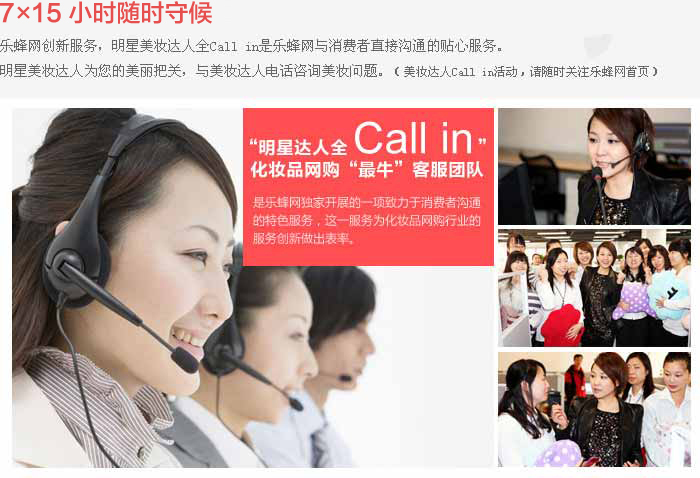 7×15 小时随时守候
乐蜂网创新服务，明星美妆达人全Call in是乐蜂网与消费者直接沟通的贴心服务。
明星美妆达人为您的美丽把关，与美妆达人电话咨询美妆问题。（美妆达人Call in活动，请随时关注乐蜂网首页）
“明星达人全 Call in ”
化妆品网购“最牛”客服团队
是乐蜂网独家开展的一项致力于消费者沟通
的特色服务，这一服务为化妆品网购行业的
服务创新做出表率。